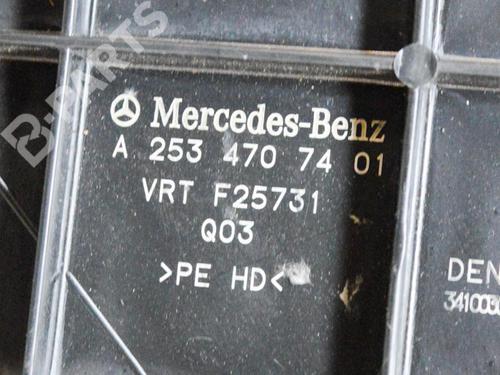 B-PARTS
Mercedes-Benz
A 253 470 74 01
VRT F25731
Q03
>PE HD<
DEN